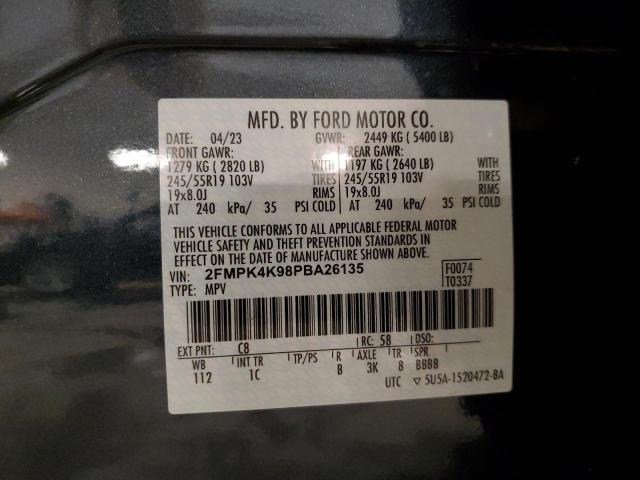 MFD. BY FORD MOTOR CO.
DATE: 04/23 GVWR: 2449 KG ( 5400 LB)
FRONT GAWR: REAR GAWR:
1279 KG ( 2820 LB) WITH 1197 KG ( 2640 LB) WITH
245/55R19 103V TIRES 245/55R19 103V TIRES
19x8.0J RIMS 19x8.0J RIMS
AT 240 kPa/ 35 PSI COLD AT 240 kPa/ 35 PSI COLD
THIS VEHICLE CONFORMS TO ALL APPLICABLE FEDERAL MOTOR
VEHICLE SAFETY AND THEFT PREVENTION STANDARDS IN
EFFECT ON THE DATE OF MANUFACTURE SHOWN ABOVE.
VIN: 2FMPK4K98PBA26135 F0074
TYPE: MPV T0337
EXT PNT: C8 RC: 58 DSO:
WB INT TR TP/PS R AXLE TR SPR
112 1C B 3K 8 BBBB
UTC ▽ 5U5A-1520472-BA